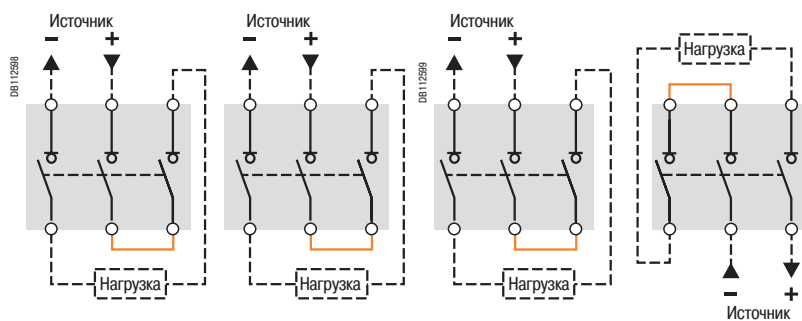 Источник
− +
DB112598
Нагрузка
Источник
− +
Нагрузка
Источник
− +
DB112599
Нагрузка
Нагрузка
− +
Источник